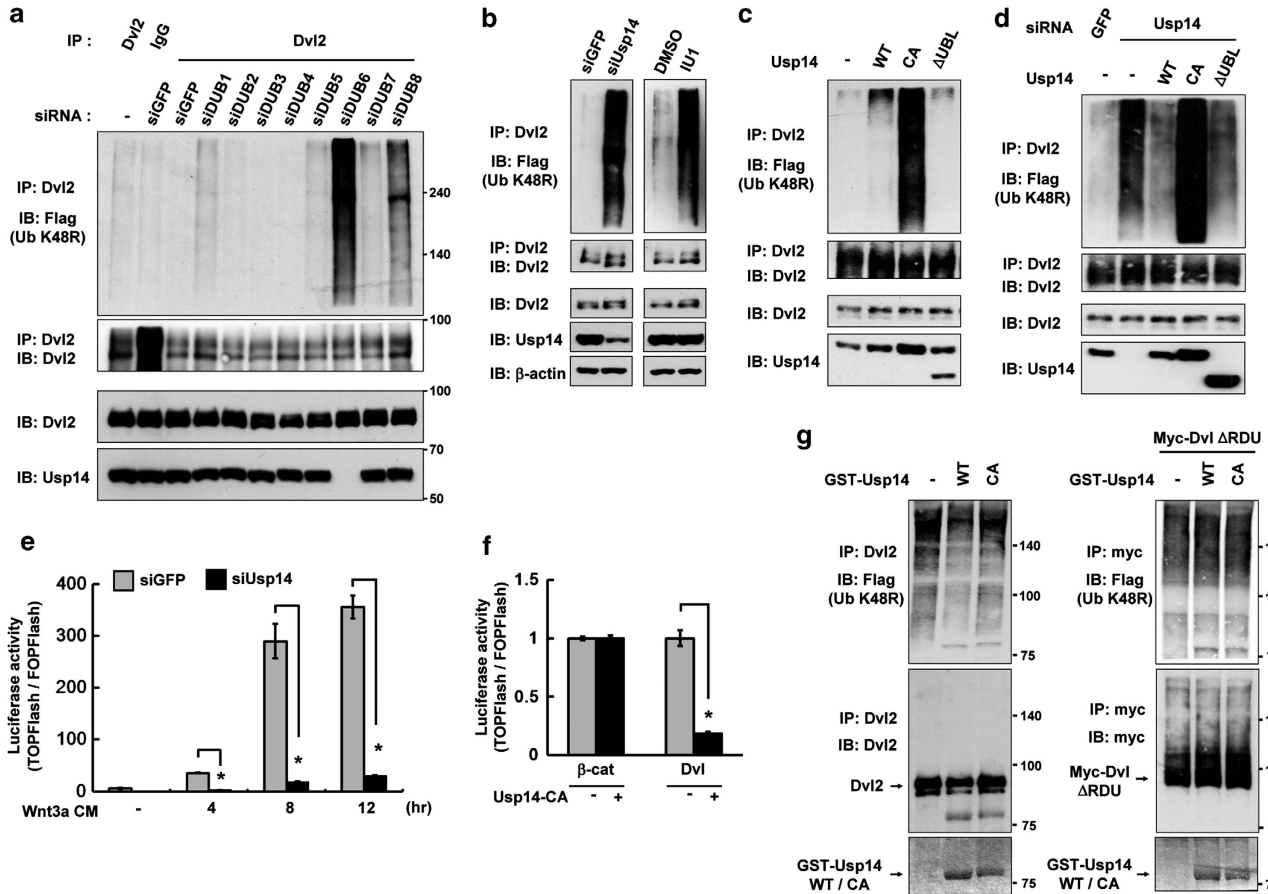 a
IP :
Dvl2
IgG
Dvl2
siRNA:
-
siGFP
siGFP
siDUB1
siDUB2
siDUB3
siDUB4
siDUB5
siDUB6
siDUB7
siDUB8
IP: Dvl2
IB: Flag
(Ub K48R)
240
140
100
IP: Dvl2
IB: Dvl2
100
IB: Dvl2
70
IB: Usp14
50
b
siGFP
siUsp14
DMSO
IU1
IP: Dvl2
IB: Flag
(Ub K48R)
IP: Dvl2
IB: Dvl2
IB: Dvl2
IB: Usp14
IB: β-actin
c
Usp14
-
WT
CA
ΔUBL
IP: Dvl2
IB: Flag
(Ub K48R)
IP: Dvl2
IB: Dvl2
IB: Dvl2
IB: Usp14
d
siRNA
GFP
Usp14
Usp14
-
-
WT
CA
ΔUBL
IP: Dvl2
IB: Flag
(Ub K48R)
IP: Dvl2
IB: Dvl2
IB: Dvl2
IB: Usp14
e
siGFP
siUsp14
Luciferase activity
(TOPFlash / FOPFlash)
400
300
200
100
0
*
*
*
Wnt3a CM
-
4
8
12
(hr)
f
Luciferase activity
(TOPFlash / FOPFlash)
1.5
1
0.5
0
*
β-cat
Dvl
Usp14-CA
-
+
-
+
g
GST-Usp14
-
WT
CA
IP: Dvl2
IB: Flag
(Ub K48R)
140
100
75
IP: Dvl2
IB: Dvl2
140
Dvl2
100
75
GST-Usp14
WT / CA
75
Myc-Dvl ΔRDU
GST-Usp14
-
WT
CA
IP: myc
IB: Flag
(Ub K48R)
IP: myc
IB: myc
Myc-Dvl
ΔRDU
GST-Usp14
WT / CA